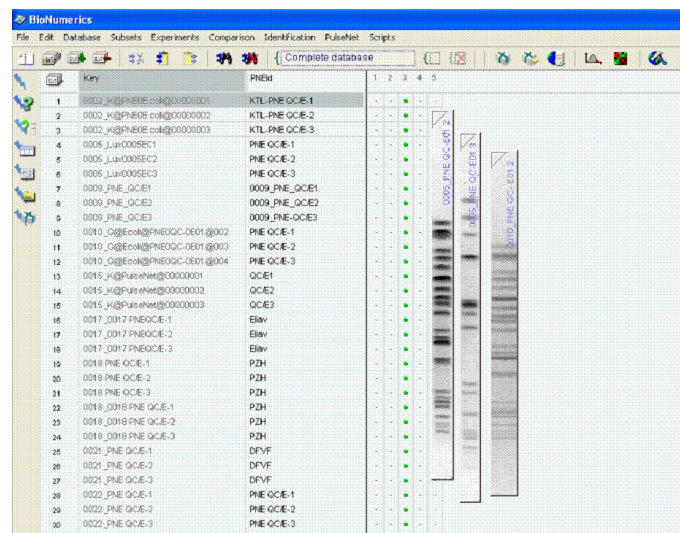 BioNumerics
File Edit Database Subsets Experiments Comparison Identification PulseNet Scripts
Complete database
Key PNEId 1 2 3 4 5
1 0002_K@PNE0E.coli@00000001 KTL-PNE QC/E-1
2 0002_K@PNE0E.coli@00000002 KTL-PNE QC/E-2
3 0002_K@PNE0E.coli@00000003 KTL-PNE QC/E-3
4 0005_Lux0005EC1 PNE QC/E-1
5 0005_Lux0005EC2 PNE QC/E-2
6 0005_Lux0005EC3 PNE QC/E-3
7 0009_PNE_QC/E1 0009_PNE_QC/E1
8 0009_PNE_QC/E2 0009_PNE_QC/E2
9 0009_PNE_QC/E3 0009_PNE-QC/E3
10 0010_G@Ecoli@PNE0QC-0E01@002 PNE QC/E-1
11 0010_G@Ecoli@PNE0QC-0E01@003 PNE QC/E-2
12 0010_G@Ecoli@PNE0QC-0E01@004 PNE QC/E-3
13 0015_K@PulseNet@00000001 QC/E1
14 0015_K@PulseNet@00000002 QC/E2
15 0015_K@PulseNet@00000003 QC/E3
16 0017_0017 PNEQC/E-1 Eliav
17 0017_0017 PNEQC/E-2 Eliav
18 0017_0017 PNEQC/E-3 Eliav
19 0018 PNE QC/E-1 PZH
20 0018 PNE QC/E-2 PZH
21 0018 PNE QC/E-3 PZH
22 0018_0018 PNE QC/E-1 PZH
23 0018_0018 PNE QC/E-2 PZH
24 0018_0018 PNE QC/E-3 PZH
25 0021_PNE QC/E-1 DFVF
26 0021_PNE QC/E-2 DFVF
27 0021_PNE QC/E-3 DFVF
28 0022_PNE QC/E-1 PNE QC/E-1
29 0022_PNE QC/E-2 PNE QC/E-2
30 0022_PNE QC/E-3 PNE QC/E-3
0005_PNE QC-E01 2
0005_PNE QC-E01 3
0010_PNE QC- E01 2